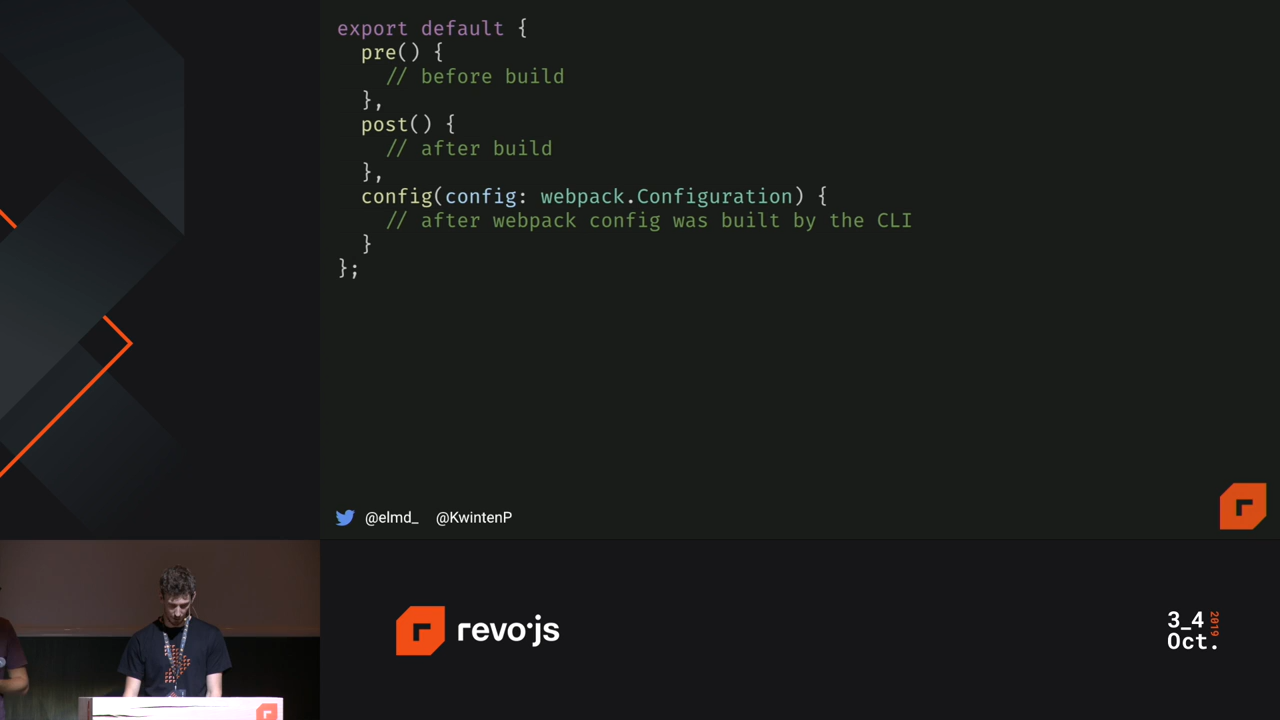 export default {
pre() {
// before build
},
post() {
// after build
},
config(config: webpack.Configuration) {
// after webpack config was built by the CLI
}
};
@elmd_ @KwintenP
revo·js
3_4 2019
Oct.